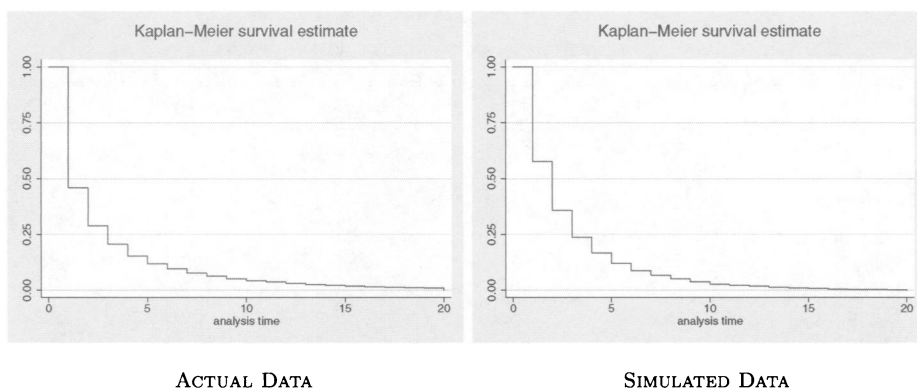 Kaplan–Meier survival estimate
1.00
0.75
0.50
0.25
0.00
0 5 10 15 20
analysis time
ACTUAL DATA
Kaplan–Meier survival estimate
1.00
0.75
0.50
0.25
0.00
0 5 10 15 20
analysis time
SIMULATED DATA